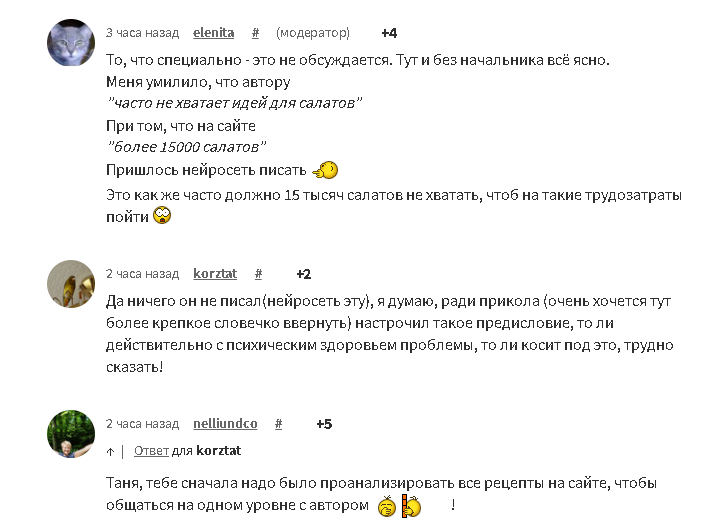 3 часа назад elenita # (модератор) +4
То, что специально - это не обсуждается. Тут и без начальника всё ясно.
Меня умилило, что автору
"часто не хватает идей для салатов"
При том, что на сайте
"более 15000 салатов"
Пришлось нейросеть писать
Это как же часто должно 15 тысяч салатов не хватать, чтоб на такие трудозатраты
пойти
2 часа назад korztat # +2
Да ничего он не писал(нейросеть эту), я думаю, ради прикола (очень хочется тут
более крепкое словечко ввернуть) настрочил такое предисловие, то ли
действительно с психическим здоровьем проблемы, то ли косит под это, трудно
сказать!
2 часа назад nelliundco # +5
↑ | Ответ для korztat
Таня, тебе сначала надо было проанализировать все рецепты на сайте, чтобы
общаться на одном уровне с автором !